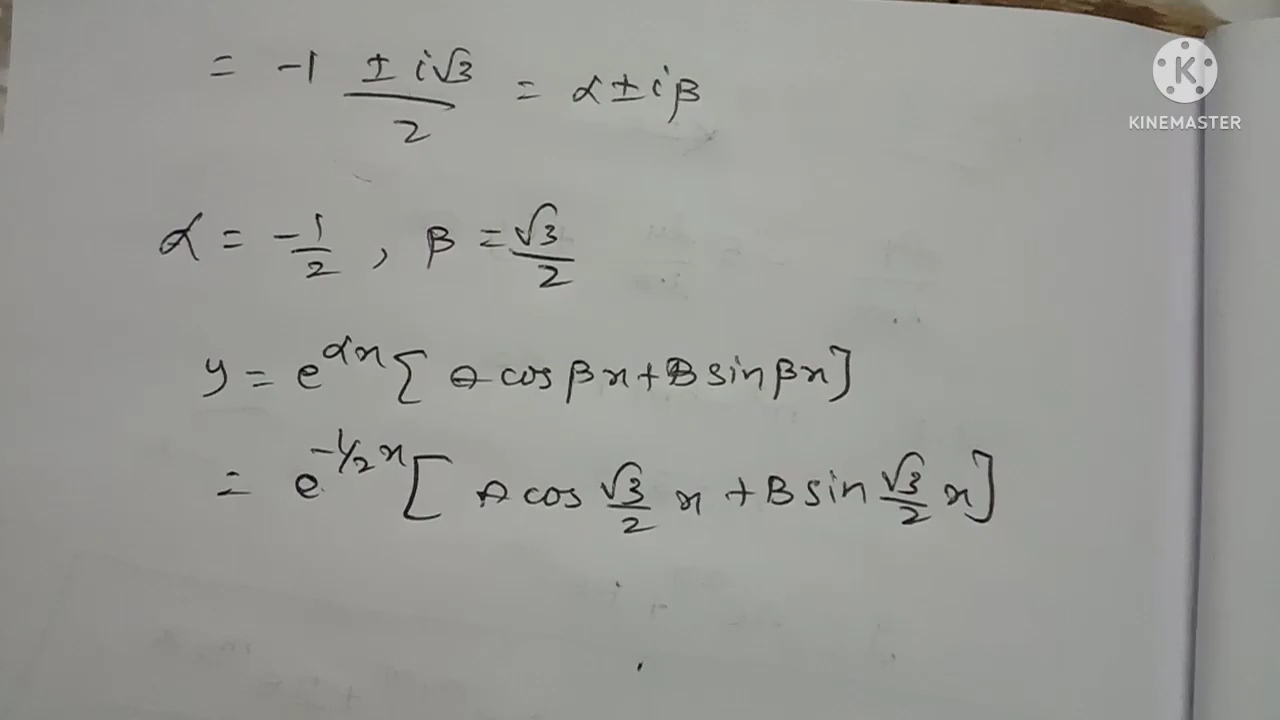 = -1 ± i√3 / 2 = α ± iβ
K
KINEMASTER
α = -1/2 , β = √3/2
y = e^αx [ A cos βx + B sin βx ]
= e^-1/2 x [ A cos √3/2 x + B sin √3/2 x ]